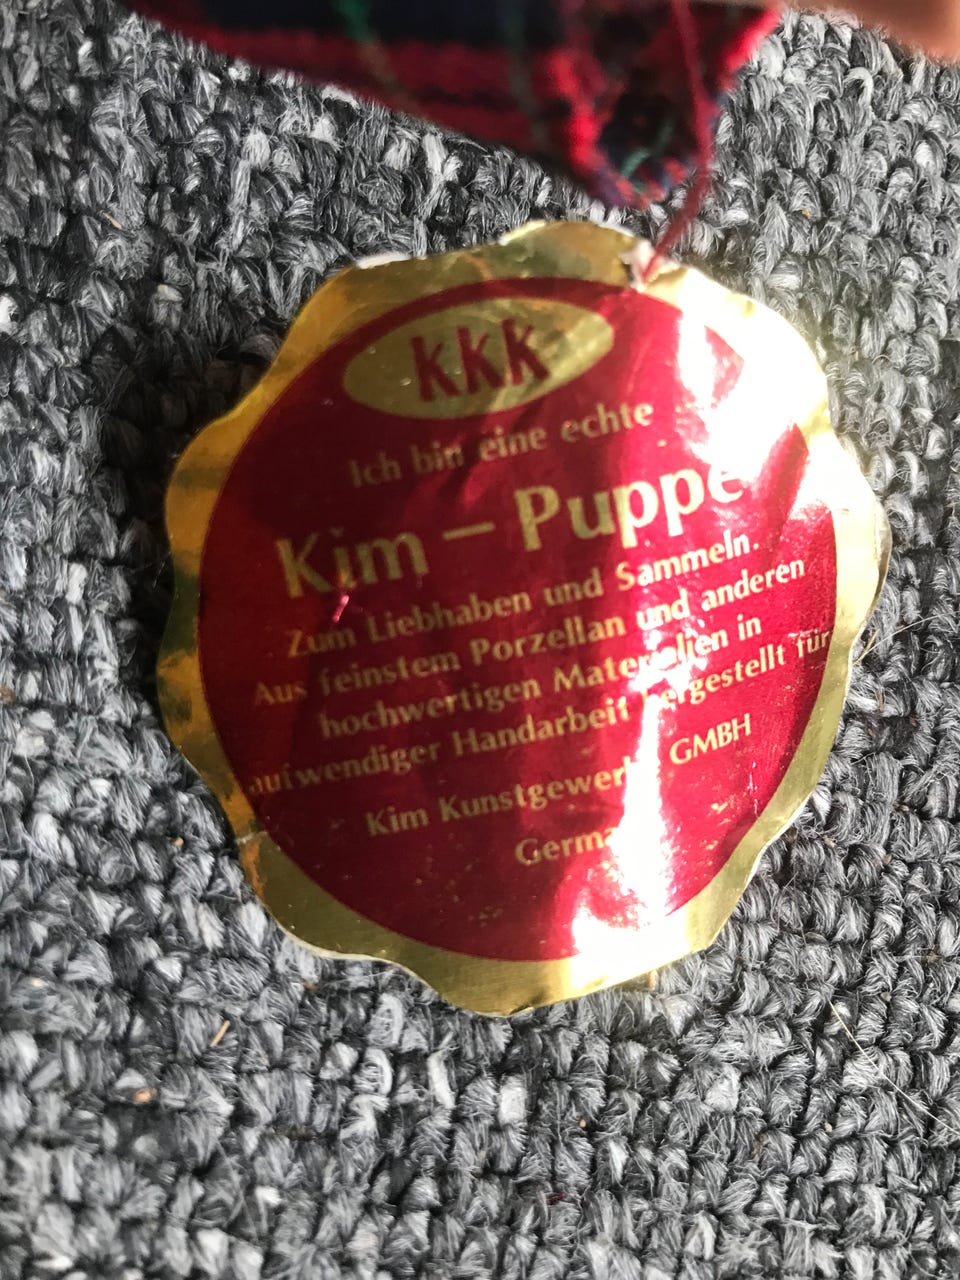 kkk
Ich bin eine echte
Kim – Puppe
Zum Liebhaben und Sammeln.
Aus feinstem Porzellan und anderen
hochwertigen Materialien in
aufwendiger Handarbeit hergestellt für
Kim Kunstgewerbe GMBH